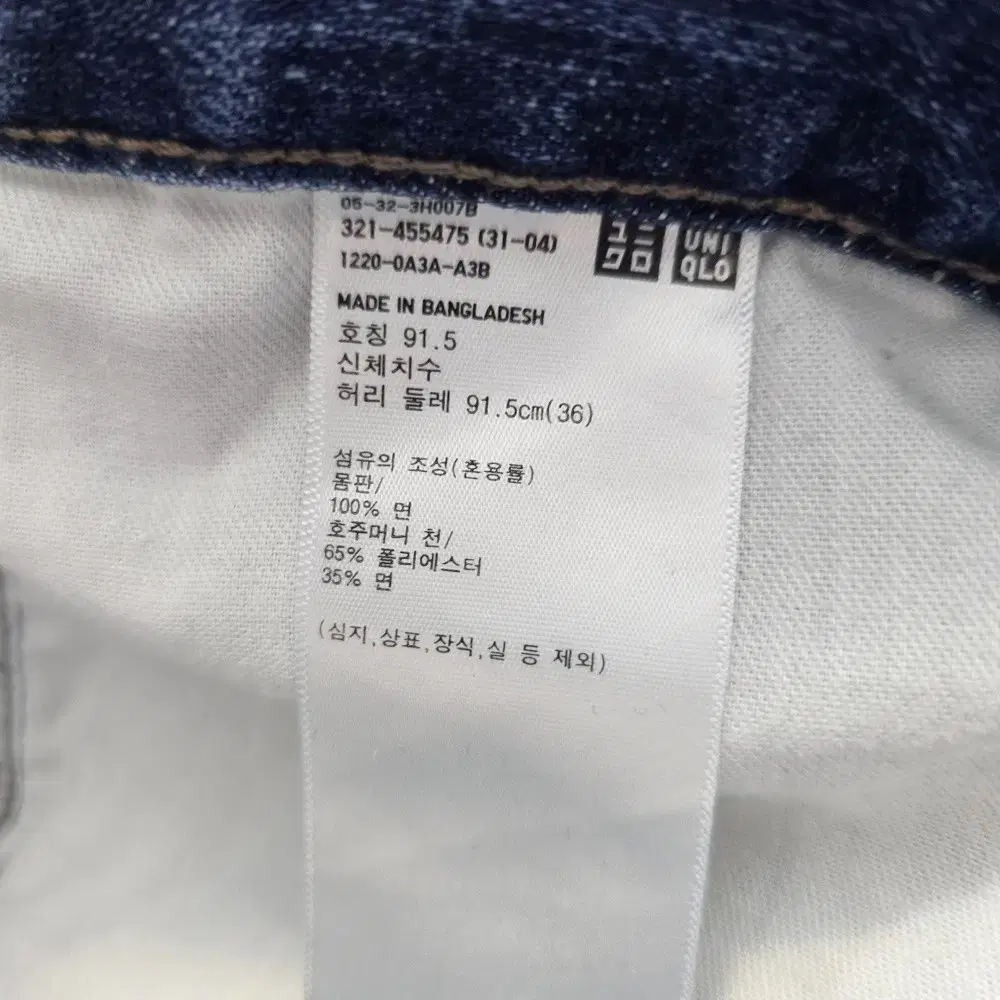 05-32-3H007B
321-455475 (31-04)
1220-0A3A-A3B
ユニ
クロ
UNI
QLO
MADE IN BANGLADESH
호칭 91.5
신체치수
허리 둘레 91.5cm(36)
섬유의 조성(혼용률)
몸판/
100% 면
호주머니 천/
65% 폴리에스터
35% 면
(심지,상표,장식,실 등 제외)